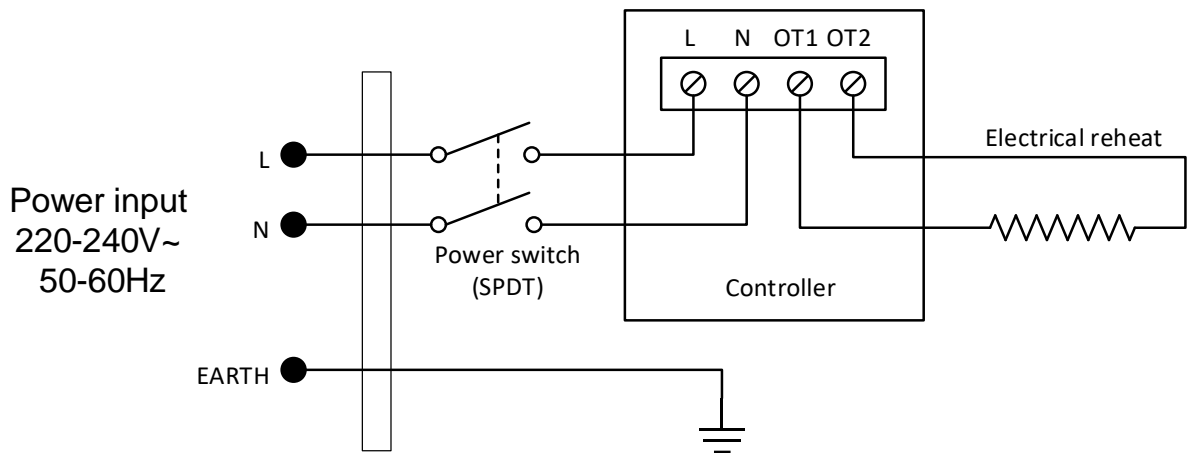 L N OT1 OT2
Electrical reheat
L
Power input
220-240V~
50-60Hz
N
Power switch
(SPDT)
Controller
EARTH